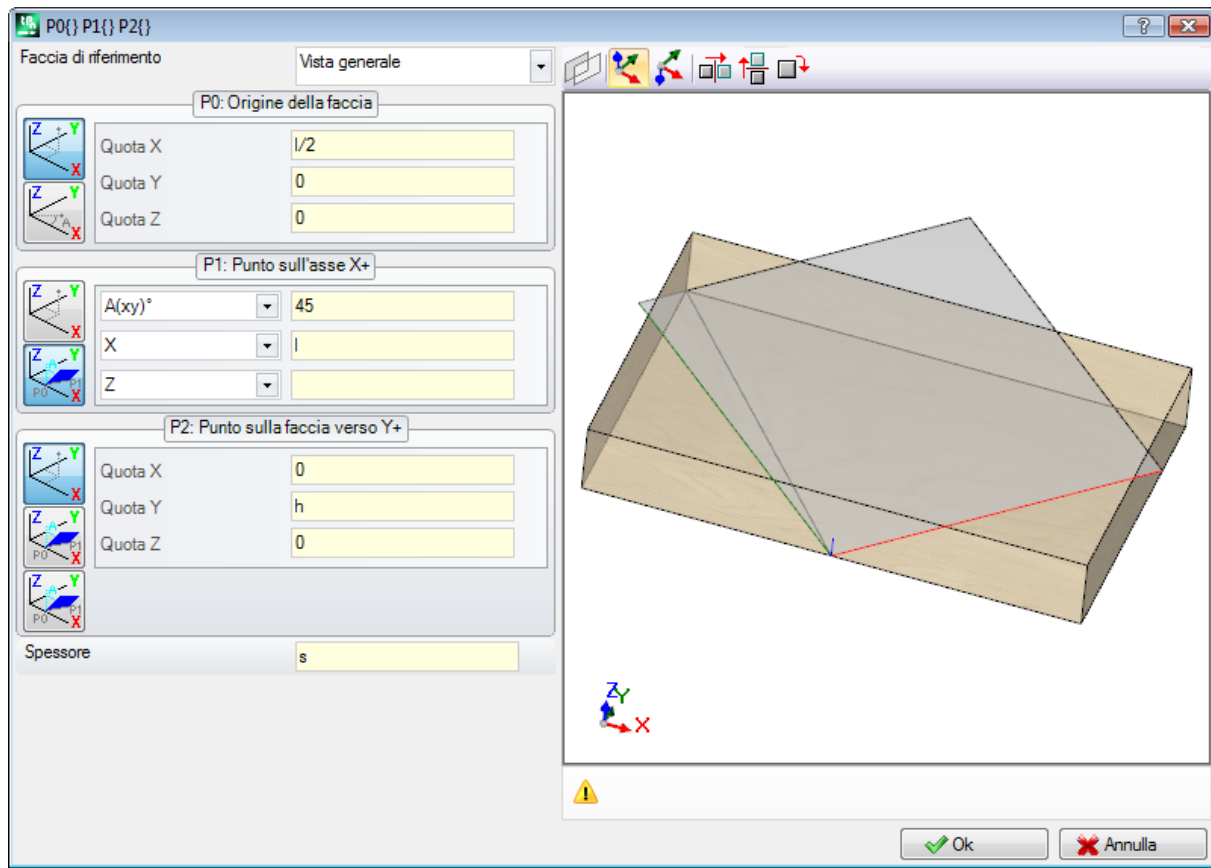 P0{} P1{} P2{}
Faccia di riferimento Vista generale
P0: Origine della faccia
Quota X l/2
Quota Y 0
Quota Z 0
P1: Punto sull'asse X+
A(xy)° 45
X l
Z
P2: Punto sulla faccia verso Y+
Quota X 0
Quota Y h
Quota Z 0
Spessore s
Z Y X
Ok Annulla